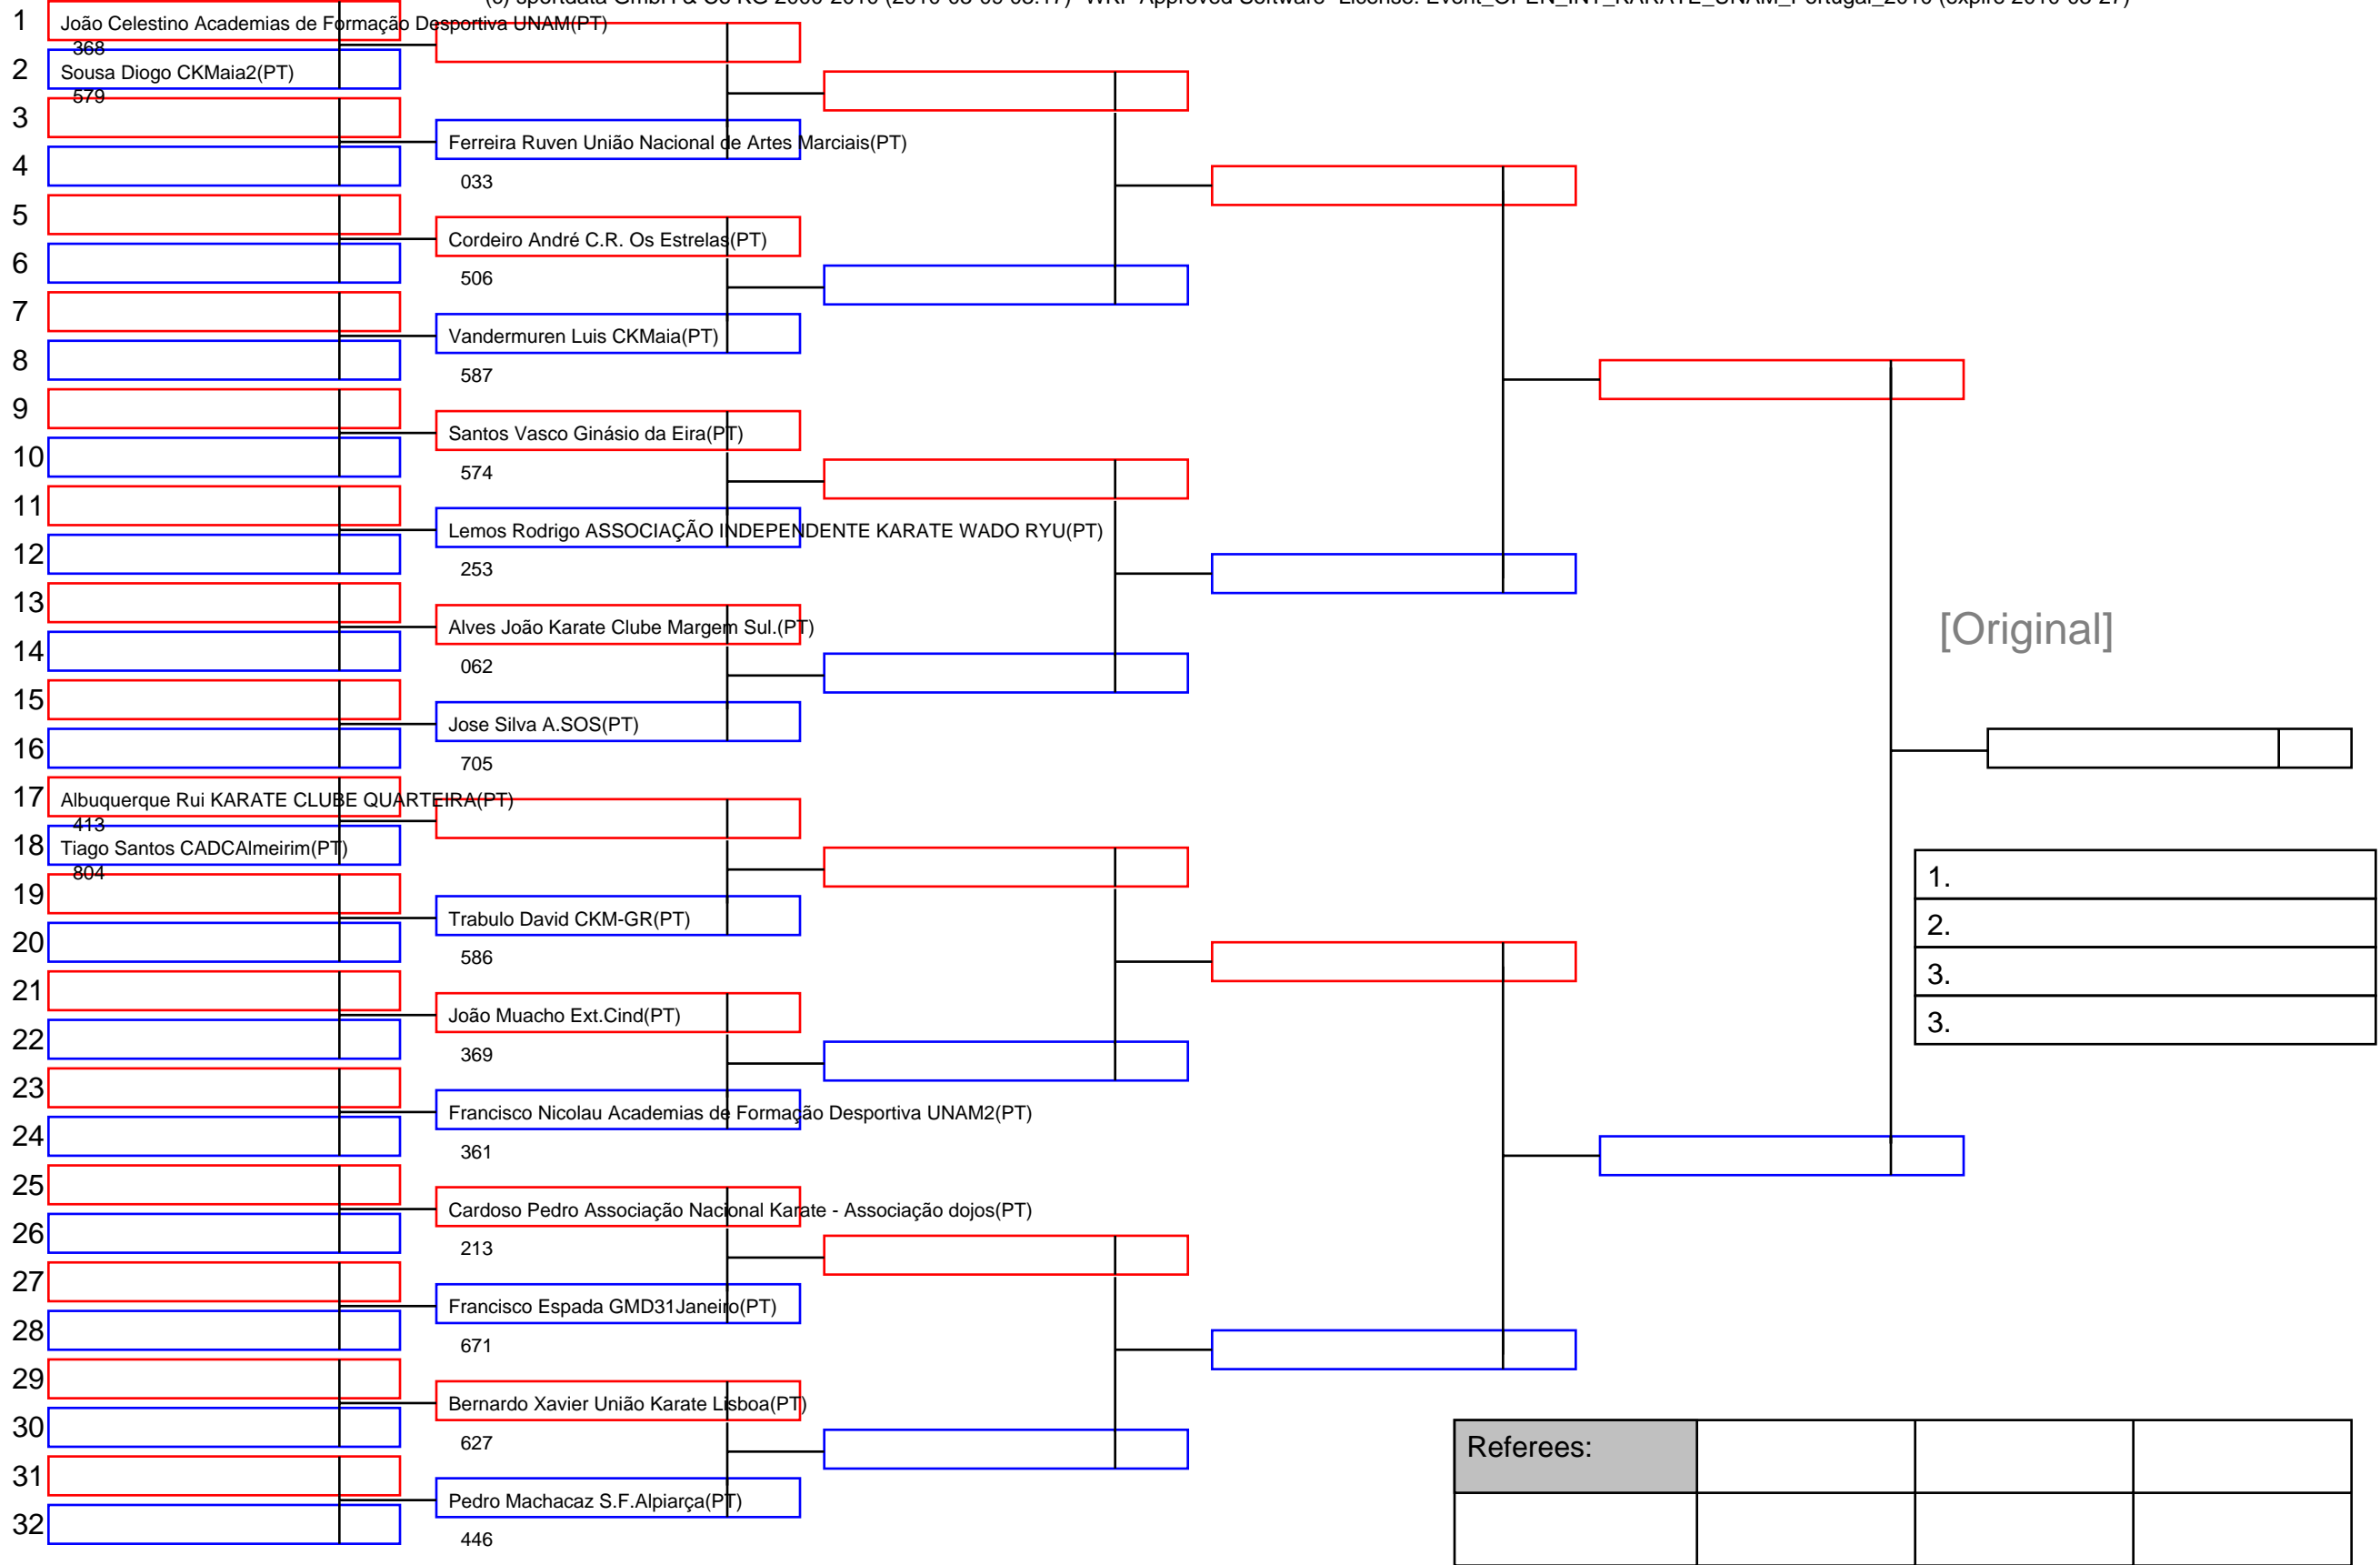 1
João Celestino Academias de Formação Desportiva UNAM(PT)
368
2
Sousa Diogo CKMaia2(PT)
579
3
Ferreira Ruven União Nacional de Artes Marciais(PT)
4
033
5
Cordeiro André C.R. Os Estrelas(PT)
6
506
7
Vandermuren Luis CKMaia(PT)
8
587
9
Santos Vasco Ginásio da Eira(PT)
10
574
11
Lemos Rodrigo ASSOCIAÇÃO INDEPENDENTE KARATE WADO RYU(PT)
12
253
13
Alves João Karate Clube Margem Sul.(PT)
[Original]
14
062
15
Jose Silva A.SOS(PT)
16
705
17
Albuquerque Rui KARATE CLUBE QUARTEIRA(PT)
413
18
Tiago Santos CADCAlmeirim(PT)
804
19
Trabulo David CKM-GR(PT)
20
586
21
João Muacho Ext.Cind(PT)
22
369
23
Francisco Nicolau Academias de Formação Desportiva UNAM2(PT)
24
361
25
Cardoso Pedro Associação Nacional Karate - Associação dojos(PT)
26
213
27
Francisco Espada GMD31Janeiro(PT)
28
671
29
Bernardo Xavier União Karate Lisboa(PT)
30
627
31
Pedro Machacaz S.F.Alpiarça(PT)
32
446
1.
2.
3.
3.
Referees: